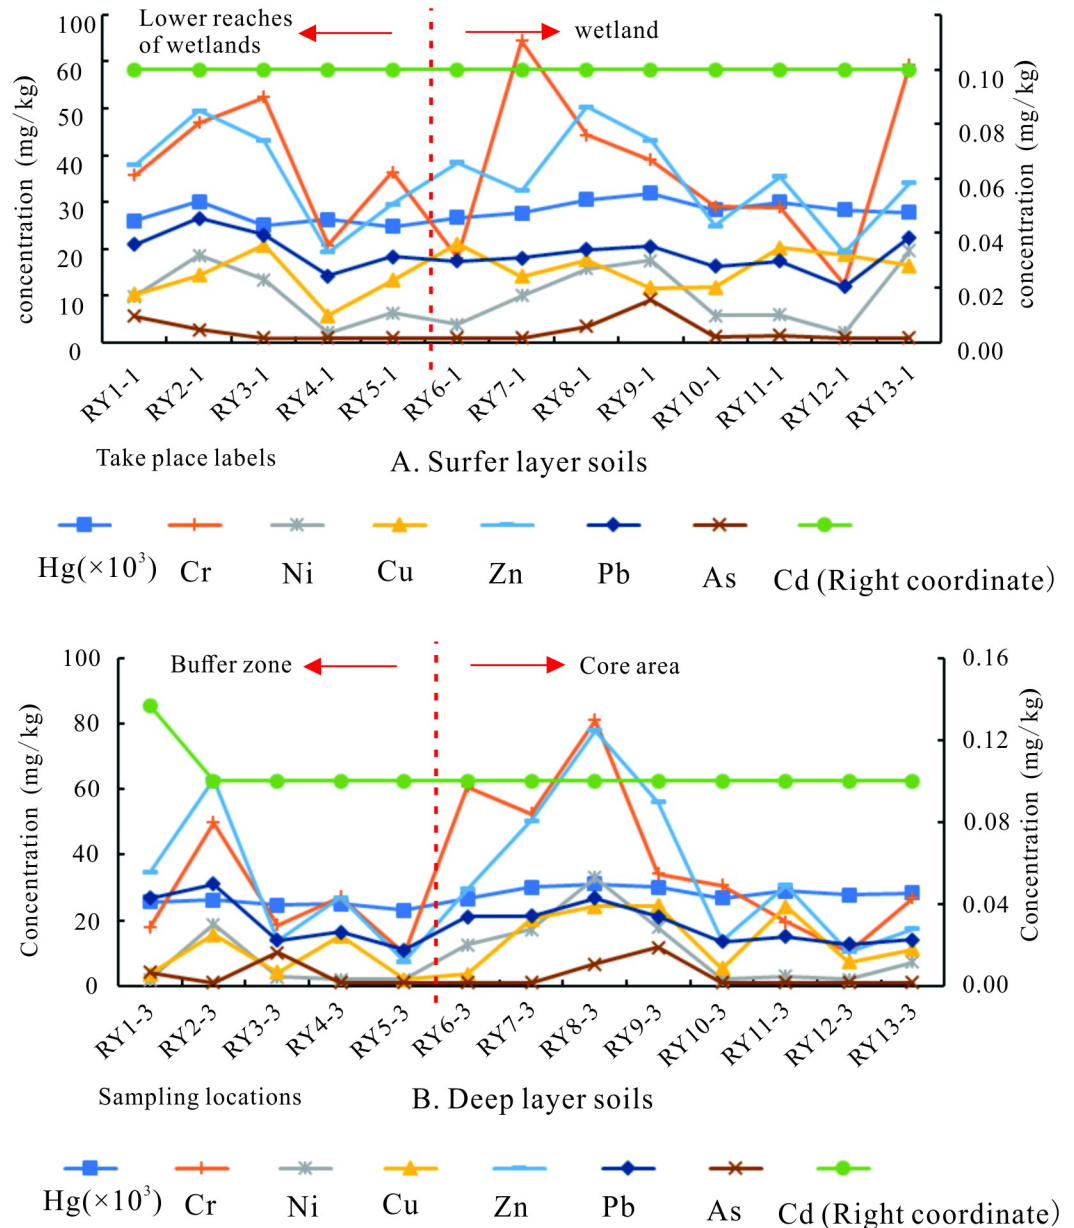 Lower reaches
of wetlands
wetland
100
60
50
40
30
20
10
0
concentration (mg/kg)
0.10
0.08
0.06
0.04
0.02
0.00
concentration (mg/kg)
RY1-1
RY2-1
RY3-1
RY4-1
RY5-1
RY6-1
RY7-1
RY8-1
RY9-1
RY10-1
RY11-1
RY12-1
RY13-1
Take place labels
A. Surfer layer soils
Hg(×10³) Cr Ni Cu Zn Pb As Cd (Right coordinate)
Buffer zone
Core area
100
80
60
40
20
0
Concentration (mg/kg)
0.16
0.12
0.08
0.04
0.00
Concentration (mg/kg)
RY1-3
RY2-3
RY3-3
RY4-3
RY5-3
RY6-3
RY7-3
RY8-3
RY9-3
RY10-3
RY11-3
RY12-3
RY13-3
Sampling locations
B. Deep layer soils
Hg(×10³) Cr Ni Cu Zn Pb As Cd (Right coordinate)